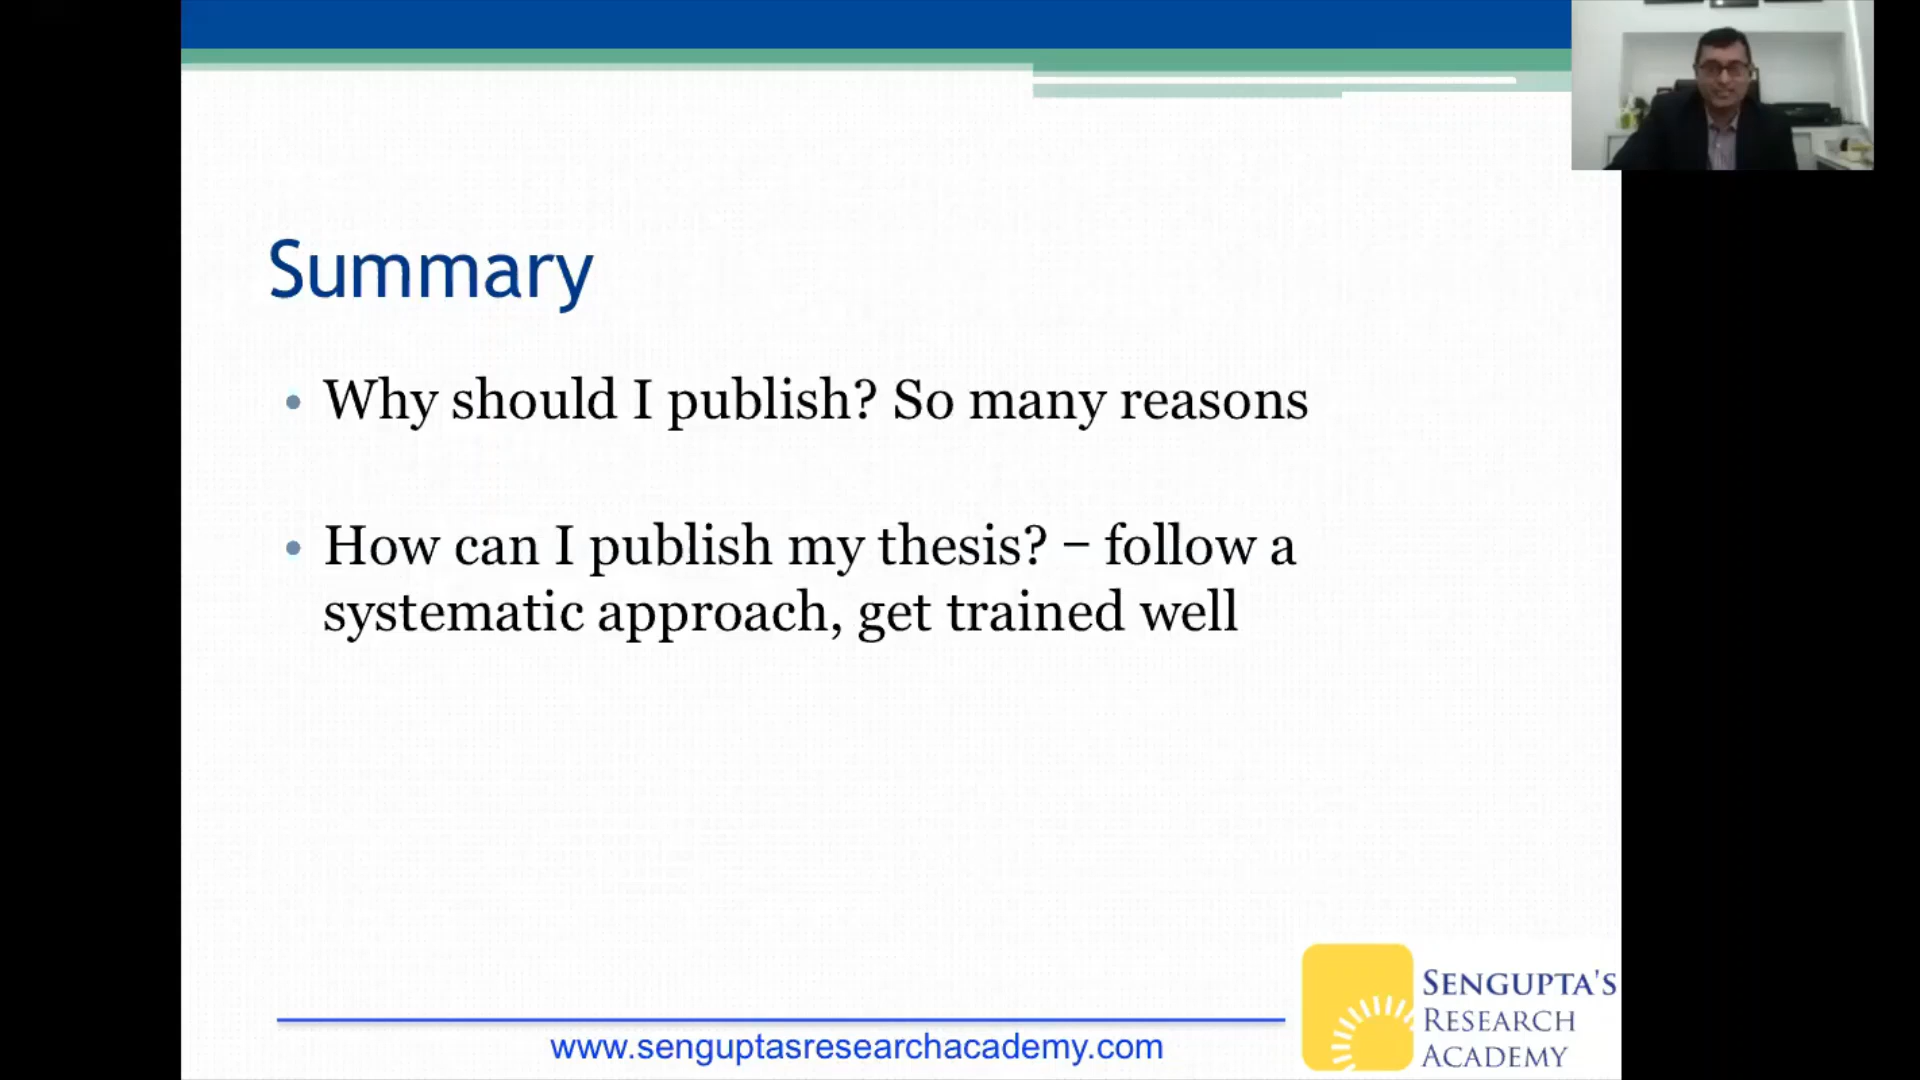 Summary
• Why should I publish? So many reasons
• How can I publish my thesis? – follow a
systematic approach, get trained well
www.senguptasresearchacademy.com
SENGUPTA'S
RESEARCH
ACADEMY